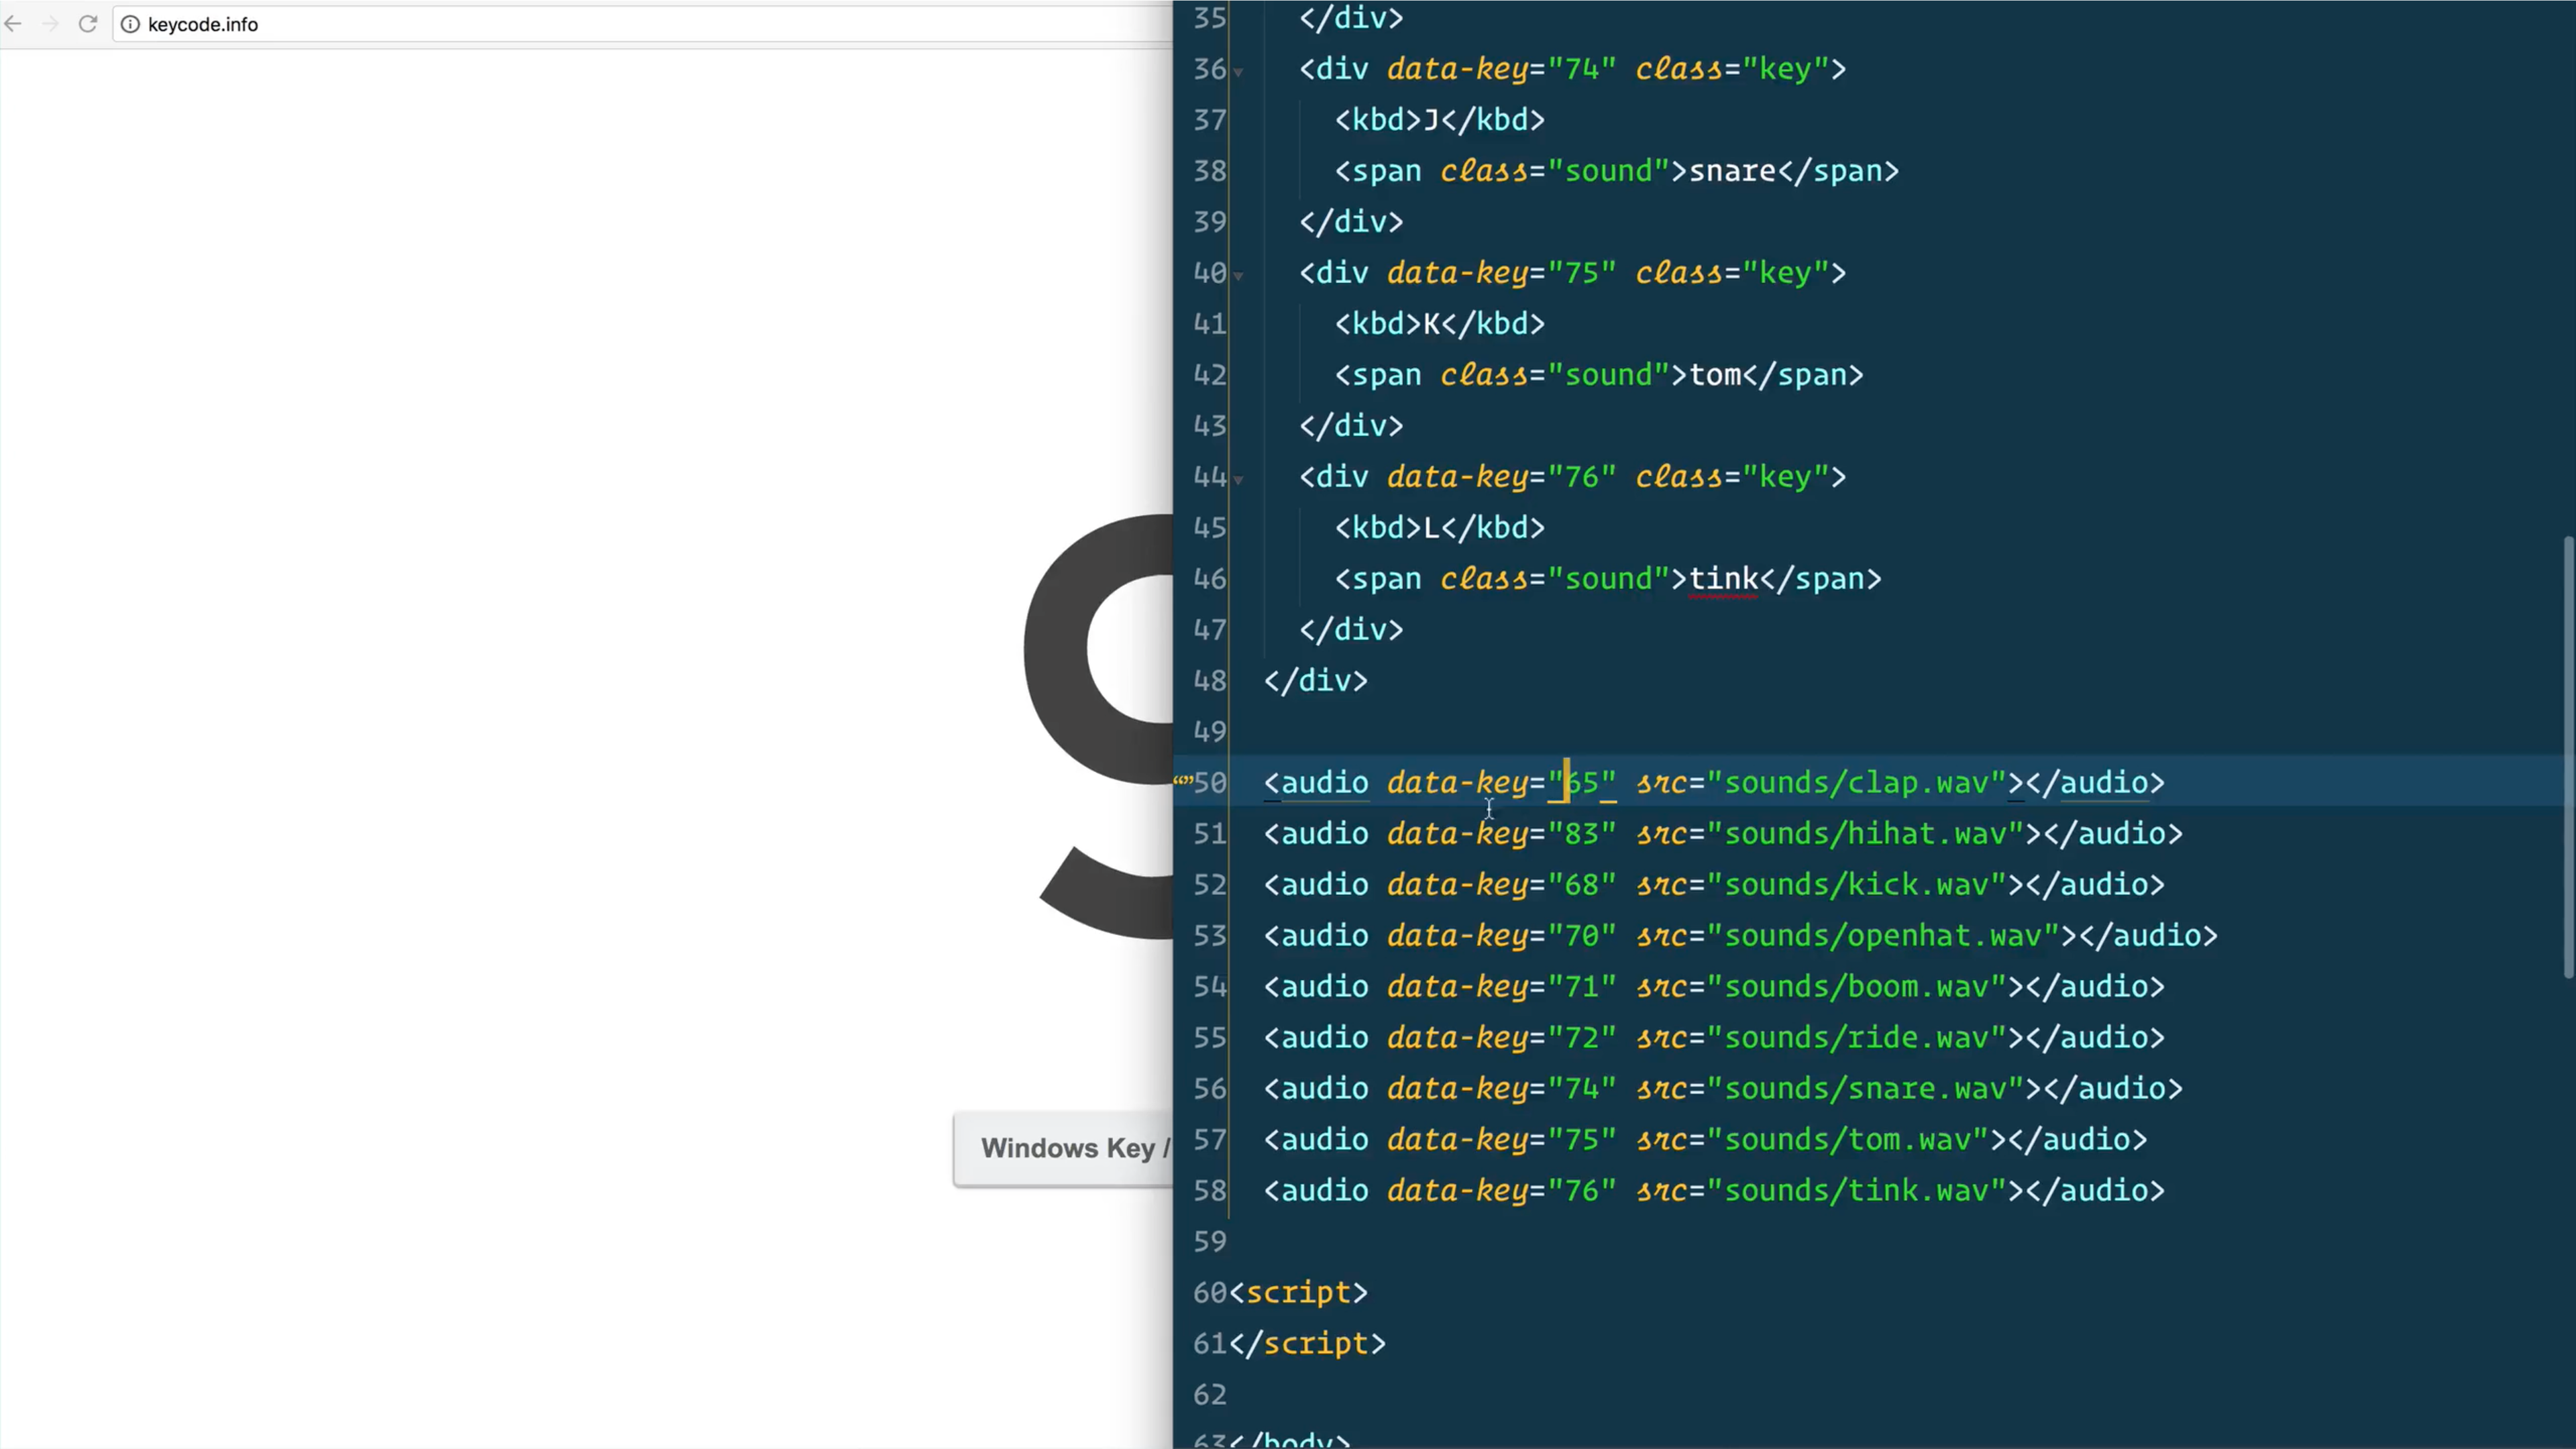 keycode.info
9
Windows Key /
35 </div>
36 <div data-key="74" class="key">
37 <kbd>J</kbd>
38 <span class="sound">snare</span>
39 </div>
40 <div data-key="75" class="key">
41 <kbd>K</kbd>
42 <span class="sound">tom</span>
43 </div>
44 <div data-key="76" class="key">
45 <kbd>L</kbd>
46 <span class="sound">tink</span>
47 </div>
48 </div>
49
50 <audio data-key="65" src="sounds/clap.wav"></audio>
51 <audio data-key="83" src="sounds/hihat.wav"></audio>
52 <audio data-key="68" src="sounds/kick.wav"></audio>
53 <audio data-key="70" src="sounds/openhat.wav"></audio>
54 <audio data-key="71" src="sounds/boom.wav"></audio>
55 <audio data-key="72" src="sounds/ride.wav"></audio>
56 <audio data-key="74" src="sounds/snare.wav"></audio>
57 <audio data-key="75" src="sounds/tom.wav"></audio>
58 <audio data-key="76" src="sounds/tink.wav"></audio>
59
60 <script>
61 </script>
62
63 </body>